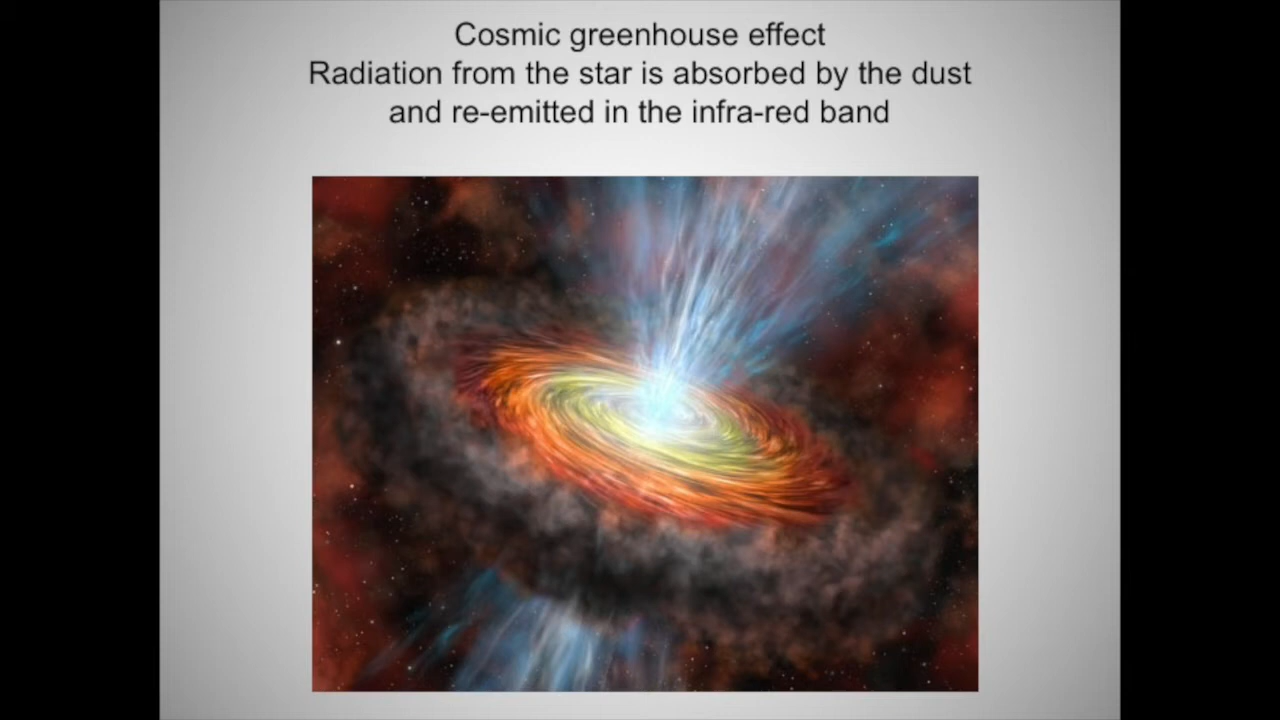 Cosmic greenhouse effect
Radiation from the star is absorbed by the dust
and re-emitted in the infra-red band